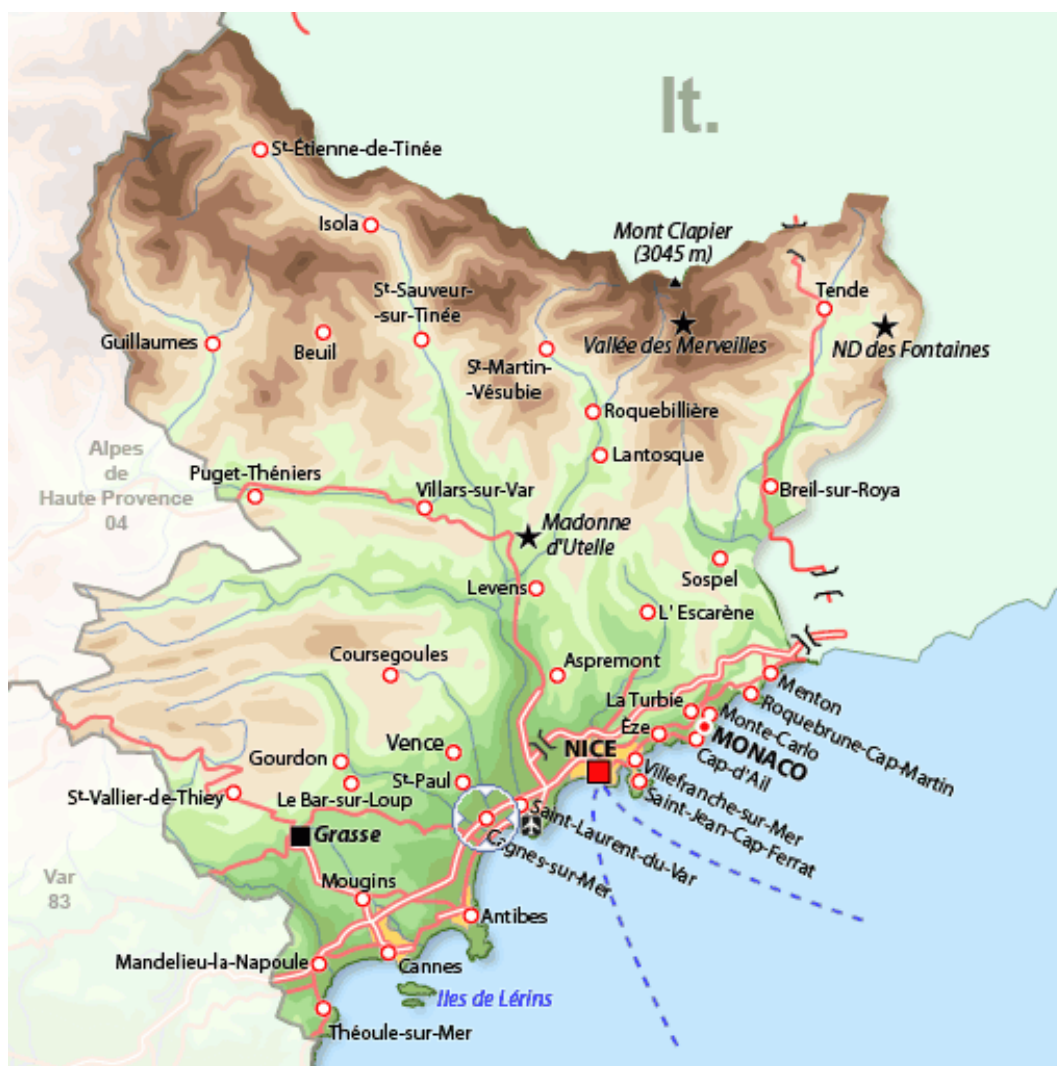 It.
St-Étienne-de-Tinée
Isola
Mont Clapier
(3045 m)
St-Sauveur-
-sur-Tinée
Tende
Guillaumes
Beuil
Vallée des Merveilles
ND des Fontaines
St-Martin-
-Vésubie
Roquebillière
Alpes
de
Haute Provence
04
Lantosque
Puget-Théniers
Villars-sur-Var
Breil-sur-Roya
Madonne
d'Utelle
Sospel
Levens
L' Escarène
Coursegoules
Aspremont
Menton
La Turbie
Roquebrune-Cap-Martin
Monte-Carlo
Èze
MONACO
Vence
NICE
Cap-d'Ail
Gourdon
Villefranche-sur-Mer
St-Paul
Saint-Jean-Cap-Ferrat
St-Vallier-de-Thiey
Le Bar-sur-Loup
Saint-Laurent-du-Var
Grasse
Cagnes-sur-Mer
Var
83
Mougins
Antibes
Mandelieu-la-Napoule
Cannes
Iles de Lérins
Théoule-sur-Mer